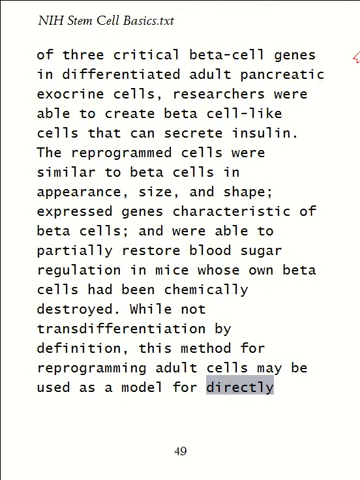 NIH Stem Cell Basics.txt
of three critical beta-cell genes
in differentiated adult pancreatic
exocrine cells, researchers were
able to create beta cell-like
cells that can secrete insulin.
The reprogrammed cells were
similar to beta cells in
appearance, size, and shape;
expressed genes characteristic of
beta cells; and were able to
partially restore blood sugar
regulation in mice whose own beta
cells had been chemically
destroyed. While not
transdifferentiation by
definition, this method for
reprogramming adult cells may be
used as a model for directly
49